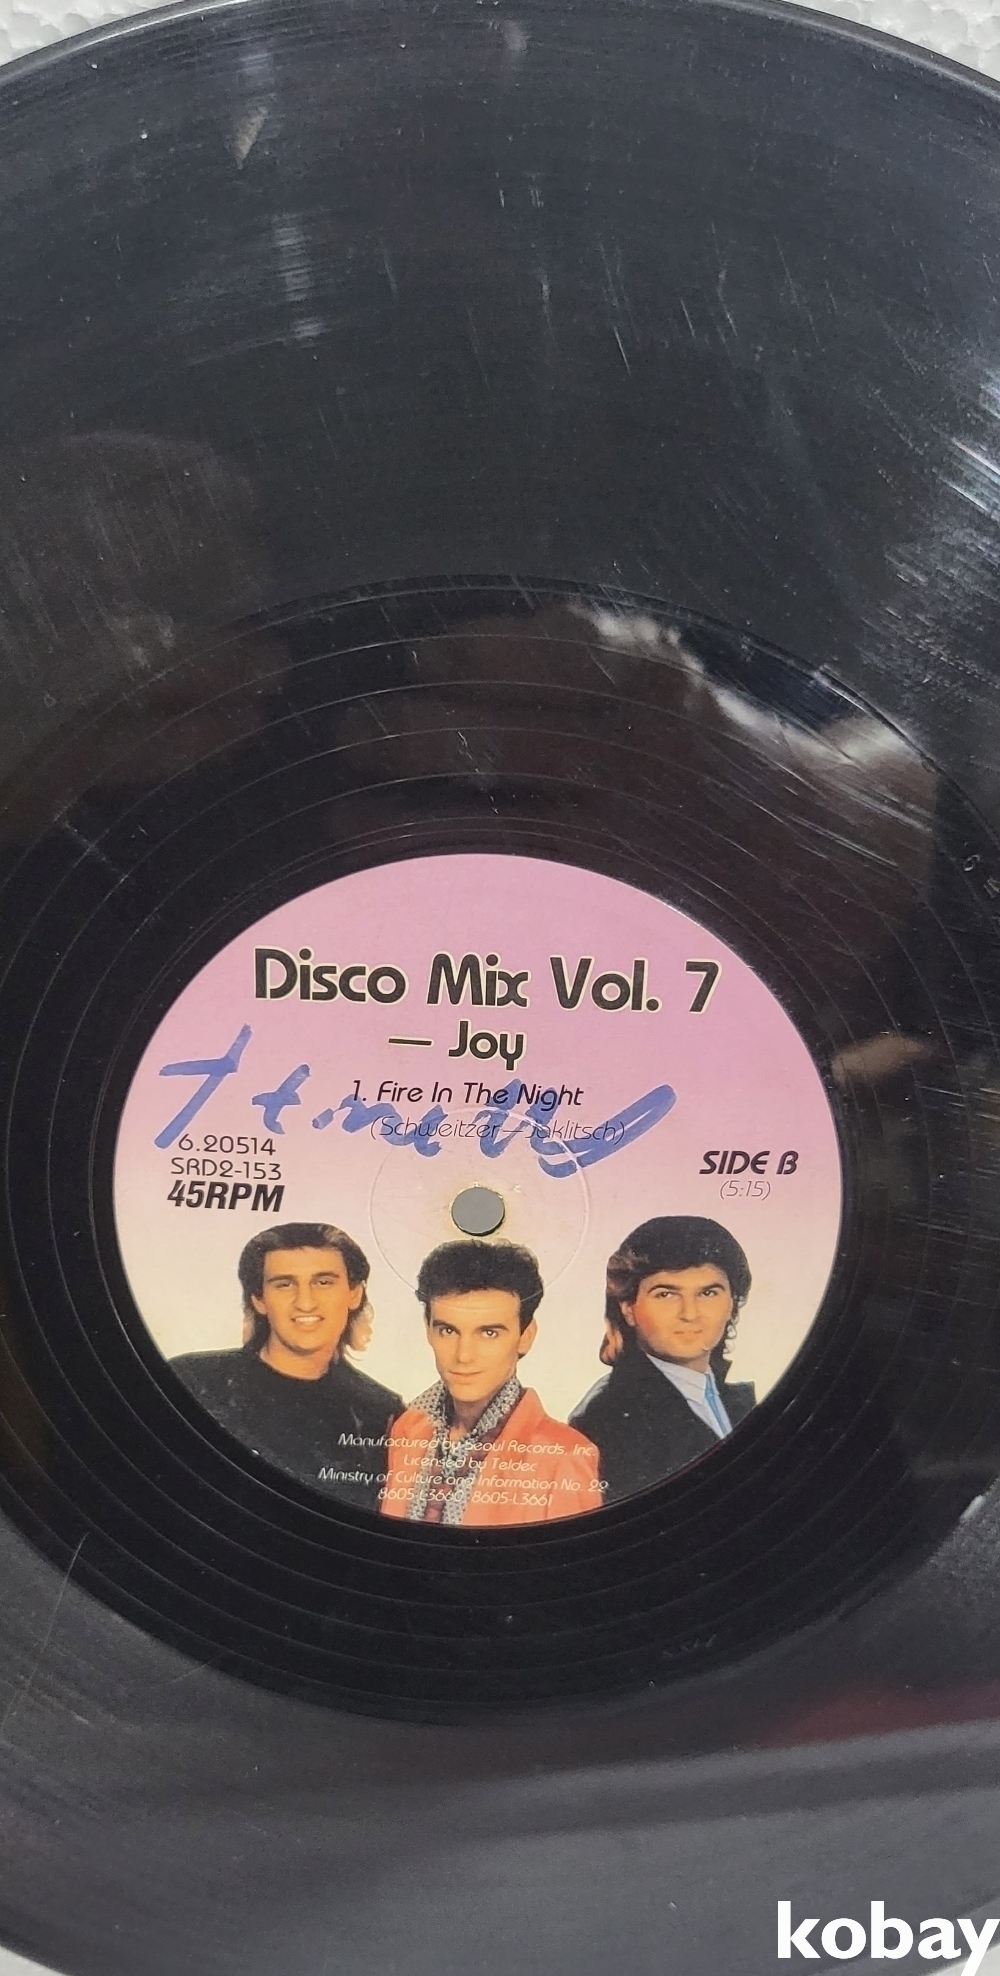 Disco Mix Vol. 7
— Joy
1. Fire In The Night
(Schweitzer — Jaklitsch)
6.20514
SRD2-153
45RPM
SIDE B
(5:15)
Manufactured by Seoul Records, Inc.
Licensed by Teldec
Ministry of Culture and Information No. 22
8605-L3660, 8605-L3661
kobay